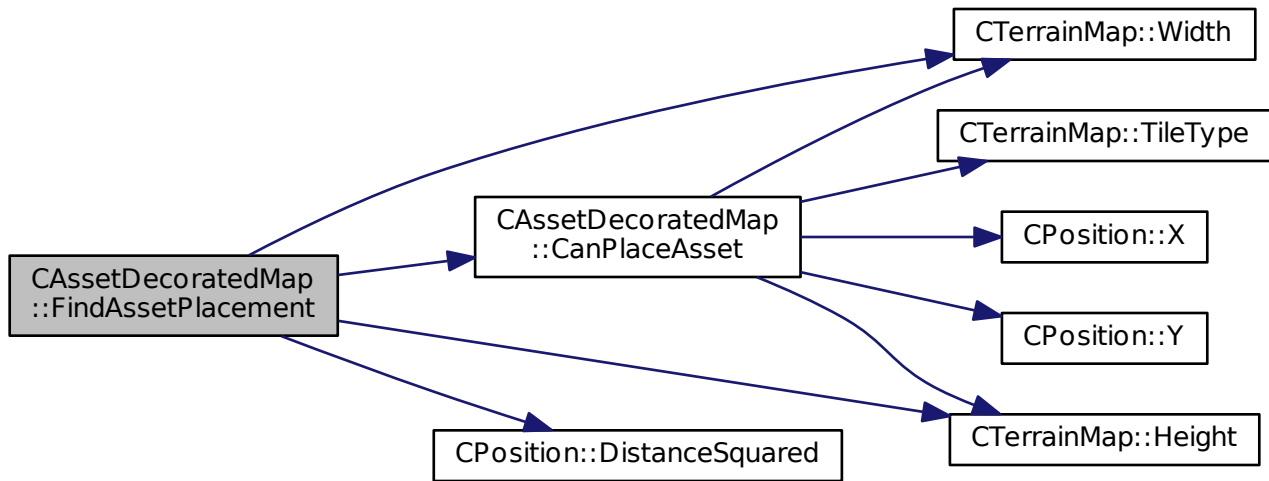 CAssetDecoratedMap
::FindAssetPlacement
CAssetDecoratedMap
::CanPlaceAsset
CPosition::DistanceSquared
CTerrainMap::Width
CTerrainMap::TileType
CPosition::X
CPosition::Y
CTerrainMap::Height